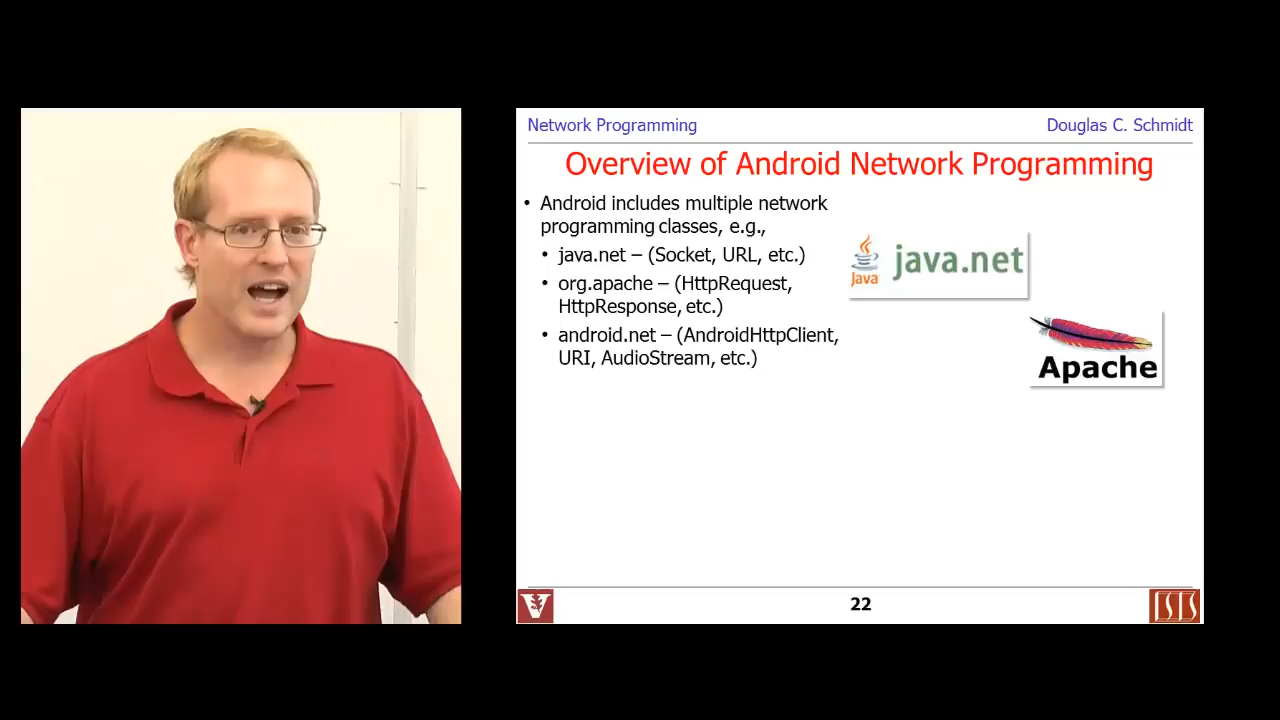 Network Programming
Douglas C. Schmidt
Overview of Android Network Programming
• Android includes multiple network
programming classes, e.g.,
• java.net – (Socket, URL, etc.)
• org.apache – (HttpRequest,
HttpResponse, etc.)
• android.net – (AndroidHttpClient,
URI, AudioStream, etc.)
Java
java.net
Apache
V
22
ISIS